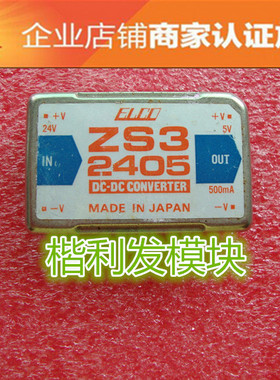 企业店铺商家认证放
ELCO
+V ZS3 +V
24V 5V
IN 2405 OUT
DC-DC CONVERTER 500mA
-V MADE IN JAPAN -V
楷利发模块